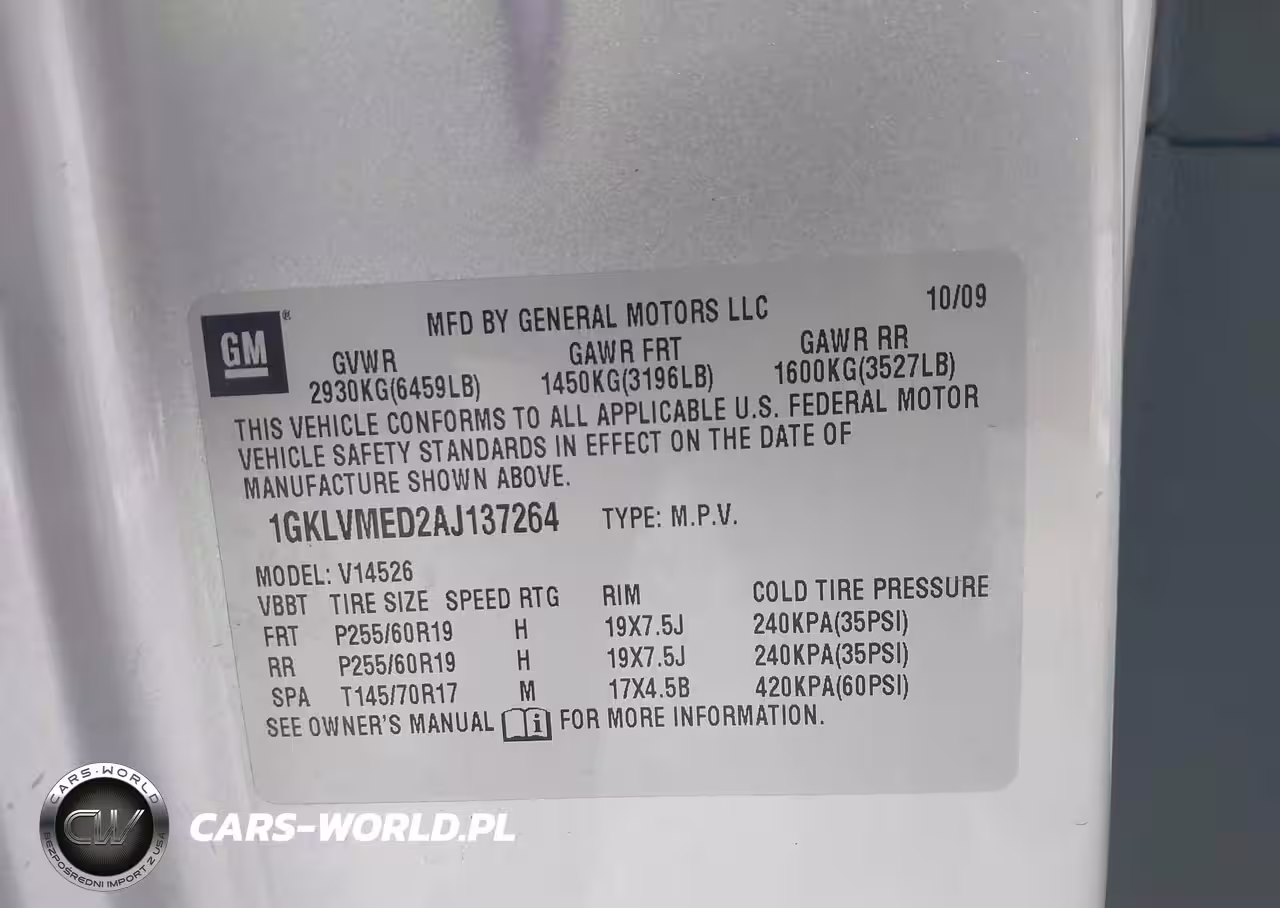 MFD BY GENERAL MOTORS LLC 10/09
GM ®
GVWR GAWR FRT GAWR RR
2930KG(6459LB) 1450KG(3196LB) 1600KG(3527LB)
THIS VEHICLE CONFORMS TO ALL APPLICABLE U.S. FEDERAL MOTOR
VEHICLE SAFETY STANDARDS IN EFFECT ON THE DATE OF
MANUFACTURE SHOWN ABOVE.
1GKLVMED2AJ137264 TYPE: M.P.V.
MODEL: V14526
VBBT TIRE SIZE SPEED RTG RIM COLD TIRE PRESSURE
FRT P255/60R19 H 19X7.5J 240KPA(35PSI)
RR P255/60R19 H 19X7.5J 240KPA(35PSI)
SPA T145/70R17 M 17X4.5B 420KPA(60PSI)
SEE OWNER'S MANUAL i FOR MORE INFORMATION.
CARS-WORLD
CW
BEZPOŚREDNI IMPORT Z USA
CARS-WORLD.PL